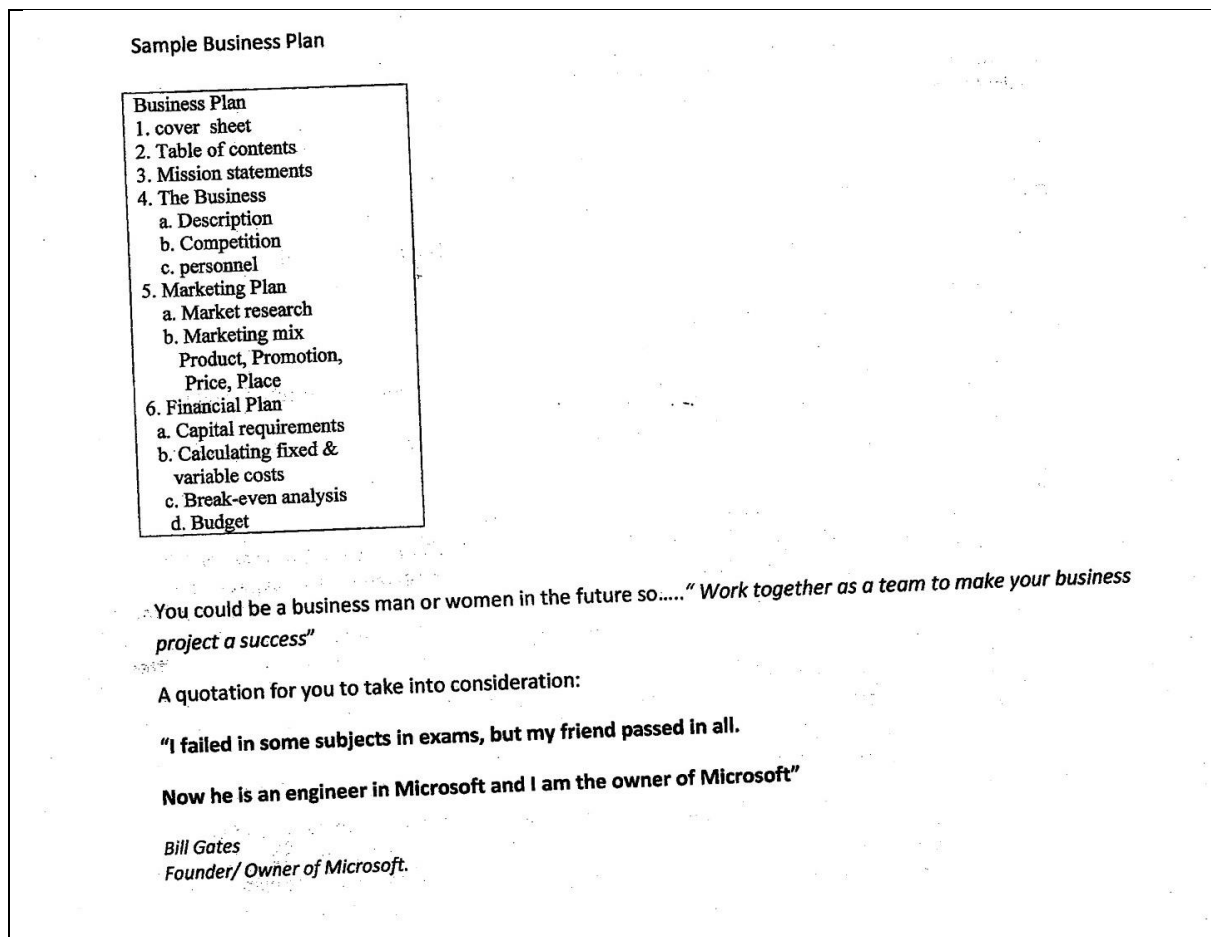 Sample Business Plan
Business Plan
1. cover sheet
2. Table of contents
3. Mission statements
4. The Business
a. Description
b. Competition
c. personnel
5. Marketing Plan
a. Market research
b. Marketing mix
Product, Promotion,
Price, Place
6. Financial Plan
a. Capital requirements
b. Calculating fixed &
variable costs
c. Break-even analysis
d. Budget
You could be a business man or women in the future so.....“ Work together as a team to make your business
project a success”
A quotation for you to take into consideration:
“I failed in some subjects in exams, but my friend passed in all.
Now he is an engineer in Microsoft and I am the owner of Microsoft”
Bill Gates
Founder/ Owner of Microsoft.